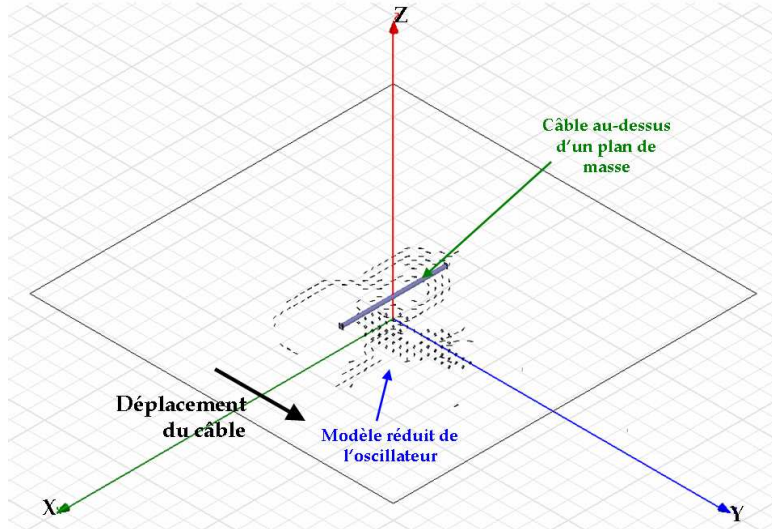 Z
Câble au-dessus
d'un plan de
masse
Déplacement
du câble
Modèle réduit de
l'oscillateur
X
Y